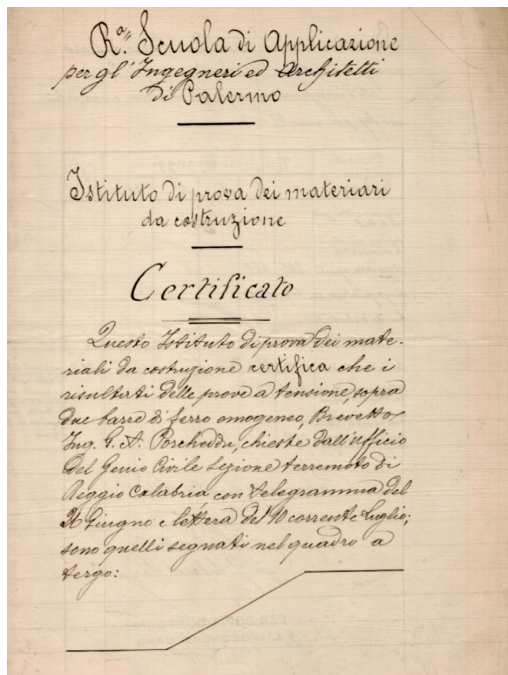 R.ª Scuola di Applicazione
per gl'Ingegneri ed Architetti
di Palermo
Istituto di prova dei materiari
da costruzione
Certificato
Questo Istituto di prova dei mate-
riali da costruzione certifica che i
risultati delle prove a tensione, sopra
due barre di ferro omogeneo, Brevetto
Ing. G. A. Porcheddu, chieste dall'ufficio
del Genio Civile Sezione terremoto di
Reggio Calabria con telegramma del
26 Giugno e lettera del 10 corrente Luglio;
sono quelli segnati nel quadro a
tergo: